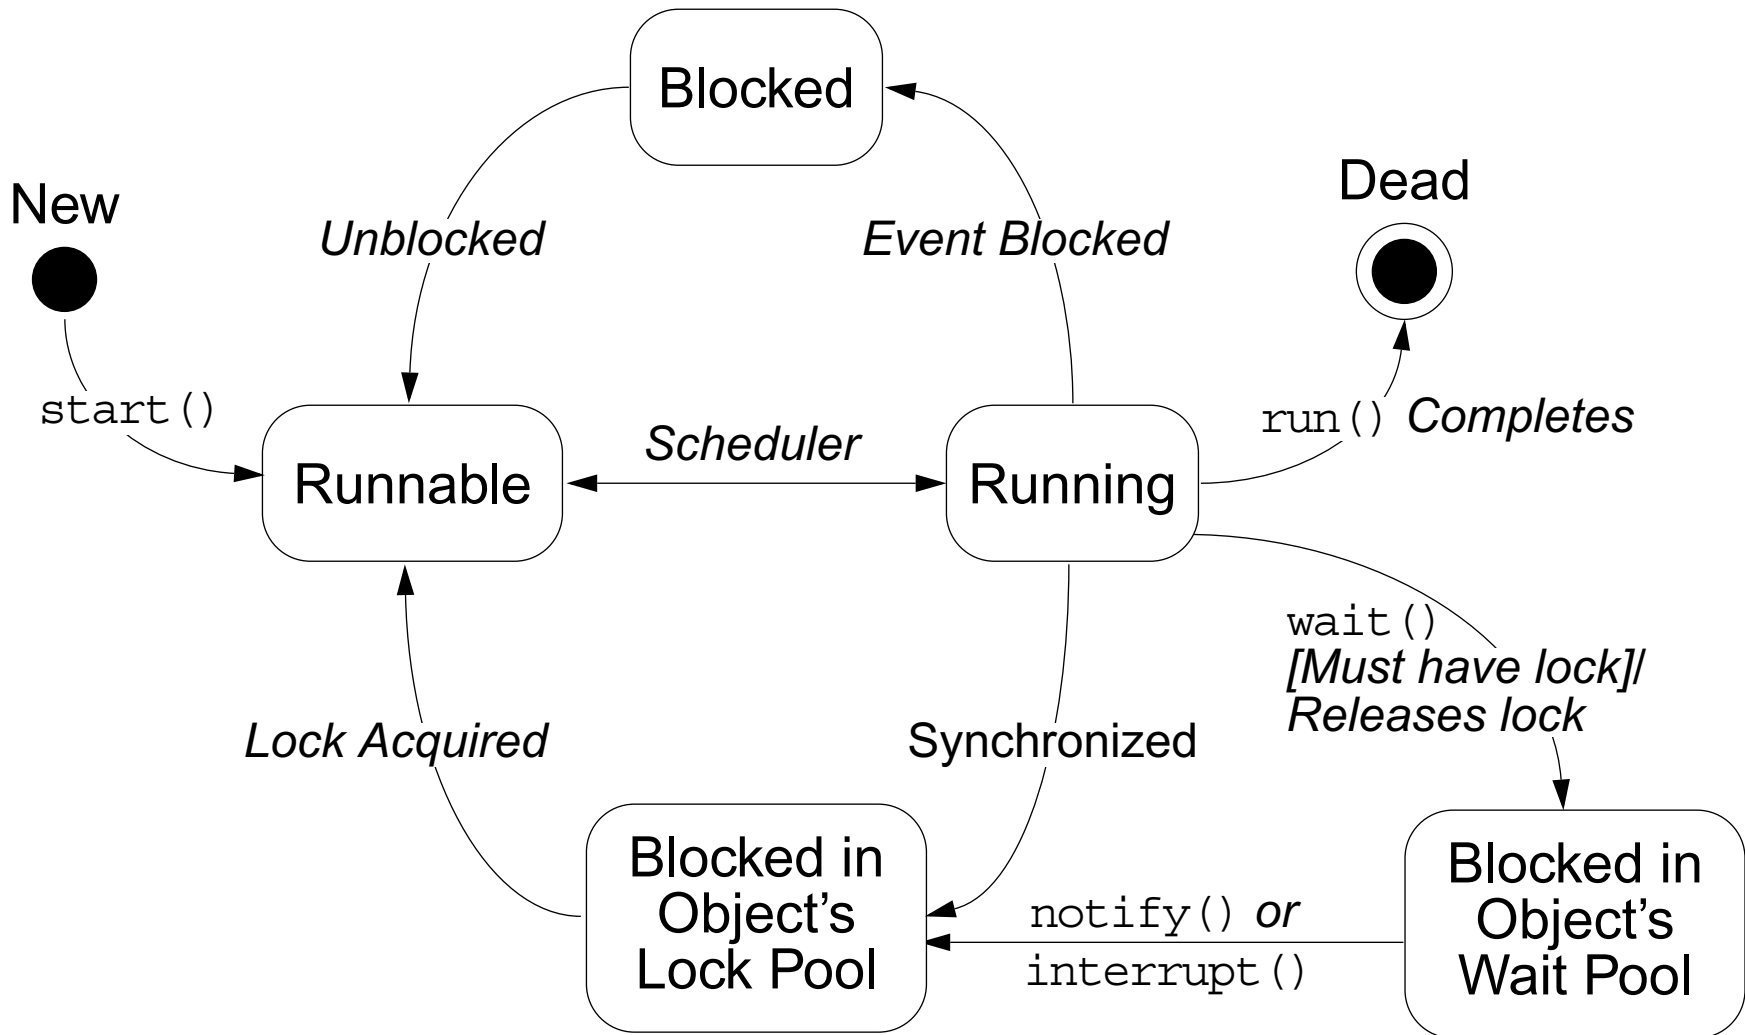 Blocked
New
Dead
Unblocked
Event Blocked
start()
Scheduler
run() Completes
Runnable
Running
wait()
[Must have lock]/
Releases lock
Lock Acquired
Synchronized
Blocked in
Object’s
Lock Pool
notify() or
interrupt()
Blocked in
Object’s
Wait Pool